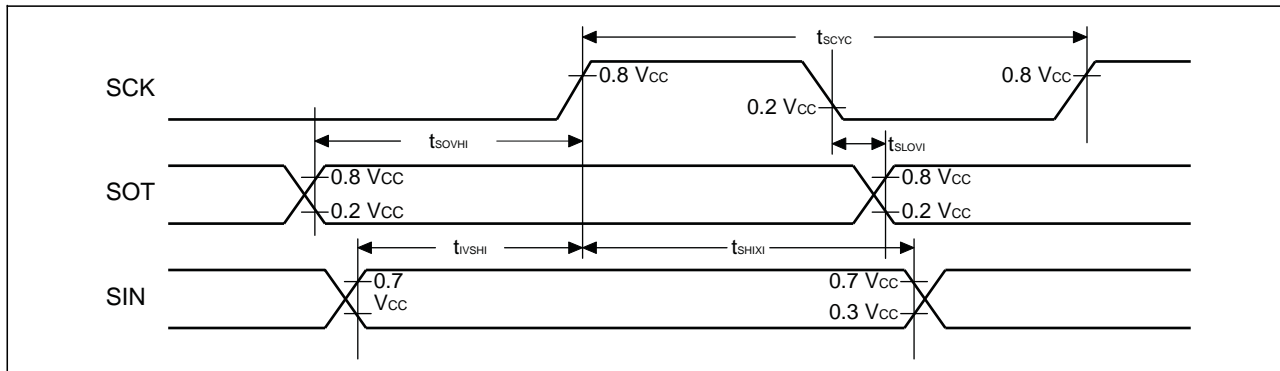 tSCYC
SCK
0.8 VCC
0.8 VCC
0.2 VCC
tSOVHI
tSLOVI
SOT
0.8 VCC
0.8 VCC
0.2 VCC
0.2 VCC
tIVSHI
tSHIXI
SIN
0.7
VCC
0.7 VCC
0.3 VCC